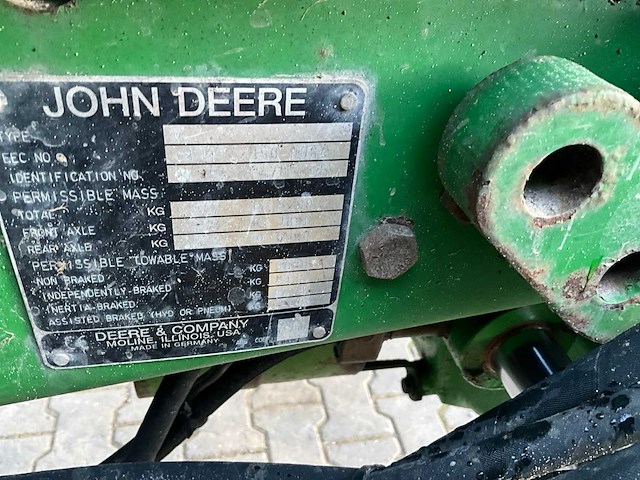 JOHN DEERE
TYPE
EEC NO.
IDENTIFICATION NO.
PERMISSIBLE MASS
TOTAL KG
FRONT AXLE KG
REAR AXLE KG
PERMISSIBLE TOWABLE MASS
NON BRAKED KG
INDEPENDENTLY-BRAKED KG
INERTIA-BRAKED KG
ASSISTED BRAKED (HYD OR PNEUM)
DEERE & COMPANY
MOLINE, ILLINOIS, USA
MADE IN GERMANY